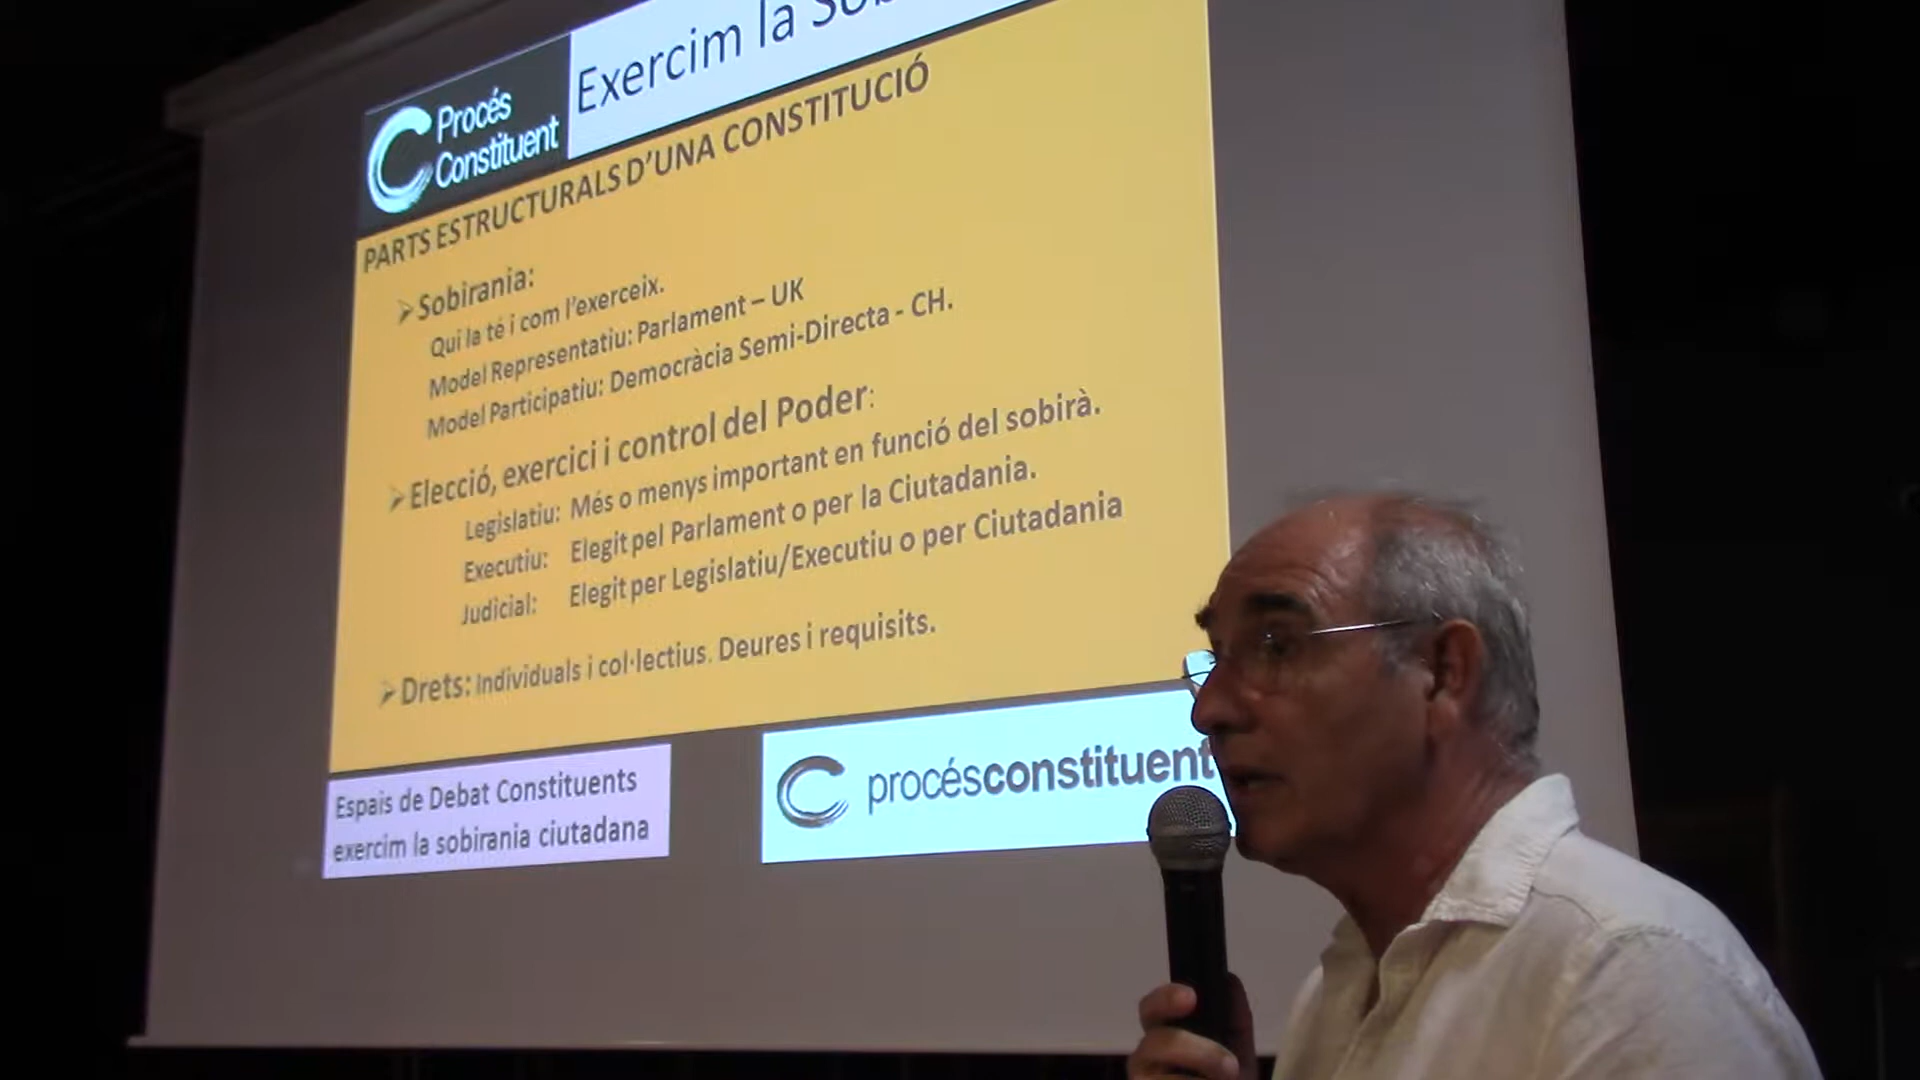 Procés
Constituent
Exercim la
PARTS ESTRUCTURALS D'UNA CONSTITUCIÓ
Sobirania:
Qui la té i com l'exerceix.
Model Representatiu: Parlament – UK
Model Participatiu: Democràcia Semi-Directa - CH.
Elecció, exercici i control del Poder:
Legislatiu: Més o menys important en funció del sobirà.
Executiu: Elegit pel Parlament o per la Ciutadania.
Judicial: Elegit per Legislatiu/Executiu o per Ciutadania
Drets: Individuals i col·lectius. Deures i requisits.
Espais de Debat Constituents
exercim la sobirania ciutadana
procésconstituent